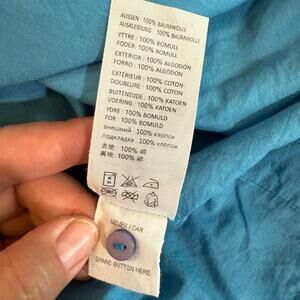 AUSSEN : 100% BAUMWOLLE
AUSKLEIDUNG : 100% BAUMWOLLE
YTTRE : 100% BOMULL
FODER: 100% BOMULL
EXTERIOR : 100% ALGODÓN
FORRO : 100% ALGODÓN
EXTÉRIEUR : 100% COTON
DOUBLURE : 100% COTON
BUITENZUDE : 100% KATOEN
VOERING : 100% KATOEN
YDRE : 100% BOMULD
FOR : 100% BOMULD
внешний : 100% хлопок
подкладка : 100% хлопок
表地 : 100% 綿
裏地 : 100% 綿
NEVER FEAR
SPARE BUTTON HERE